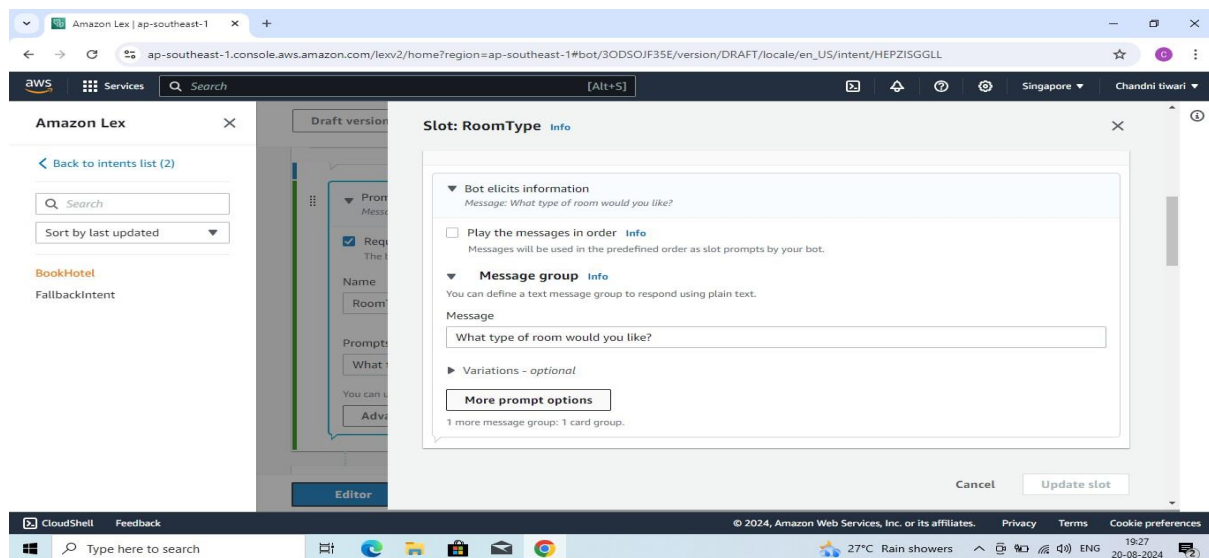 Amazon Lex | ap-southeast-1
ap-southeast-1.console.aws.amazon.com/lexv2/home?region=ap-southeast-1#bot/3ODSOJF35E/version/DRAFT/locale/en_US/intent/HEPZISGGLL
C
aws
Services
Search
[Alt+S]
Singapore
Chandni tiwari
Amazon Lex
Back to intents list (2)
Search
Sort by last updated
BookHotel
FallbackIntent
Draft version
Slot: RoomType Info
Bot elicits information
Message: What type of room would you like?
Play the messages in order Info
Messages will be used in the predefined order as slot prompts by your bot.
Message group Info
You can define a text message group to respond using plain text.
Message
What type of room would you like?
Variations - optional
More prompt options
1 more message group: 1 card group.
Name
You can
Editor
Cancel
Update slot
CloudShell
Feedback
© 2024, Amazon Web Services, Inc. or its affiliates.
Privacy
Terms
Cookie preferences
Type here to search
27°C Rain showers
ENG
19:27
20-08-2024
2